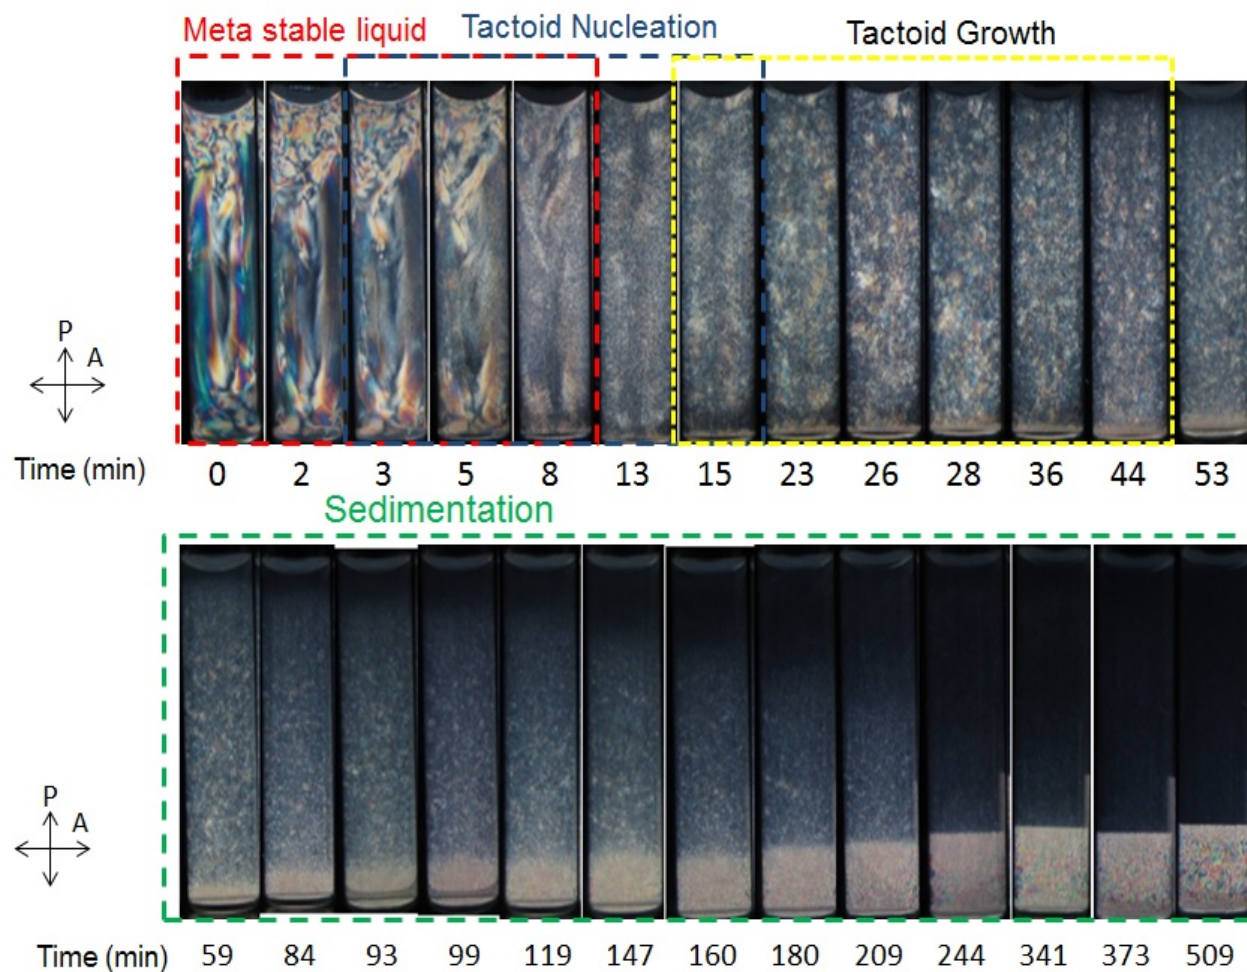 Meta stable liquid Tactoid Nucleation Tactoid Growth
P
A
Time (min) 0 2 3 5 8 13 15 23 26 28 36 44 53
Sedimentation
P
A
Time (min) 59 84 93 99 119 147 160 180 209 244 341 373 509